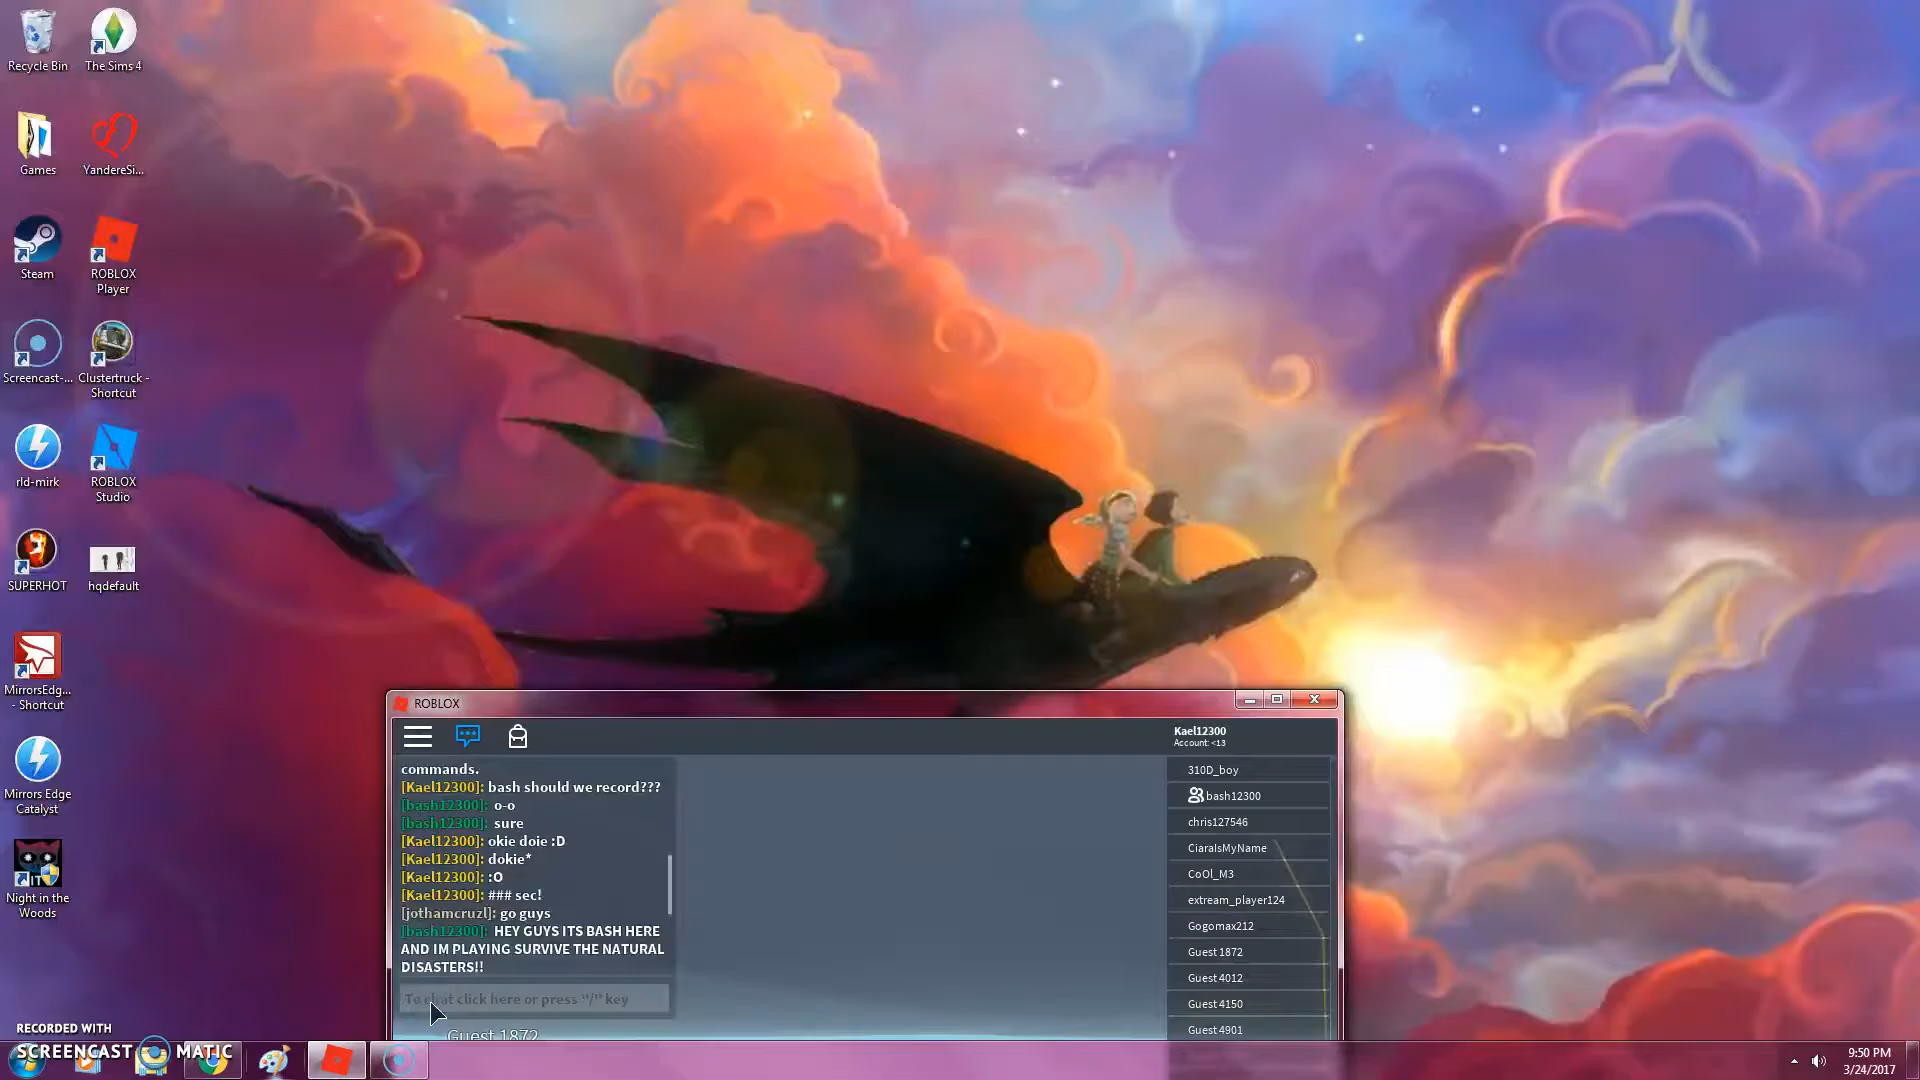 Recycle Bin
The Sims 4
Games
YandereSi...
Steam
ROBLOX
Player
Screencast-...
Clustertruck -
Shortcut
rld-mirk
ROBLOX
Studio
SUPERHOT
hqdefault
MirrorsEdg...
- Shortcut
Mirrors Edge
Catalyst
IT
Night in the
Woods
ROBLOX
Kael12300
Account: <13
commands.
[Kael12300]: bash should we record???
[bash12300]: o-o
[bash12300]: sure
[Kael12300]: okie doie :D
[Kael12300]: dokie*
[Kael12300]: :O
[Kael12300]: ### sec!
[jothamcruzl]: go guys
[bash12300]: HEY GUYS ITS BASH HERE
AND IM PLAYING SURVIVE THE NATURAL
DISASTERS!!
To chat click here or press "/" key
Guest 1872
310D_boy
bash12300
chris127546
CiaraIsMyName
CoOl_M3
extream_player124
Gogomax212
Guest 1872
Guest 4012
Guest 4150
Guest 4901
RECORDED WITH
SCREENCAST MATIC
9:50 PM
3/24/2017